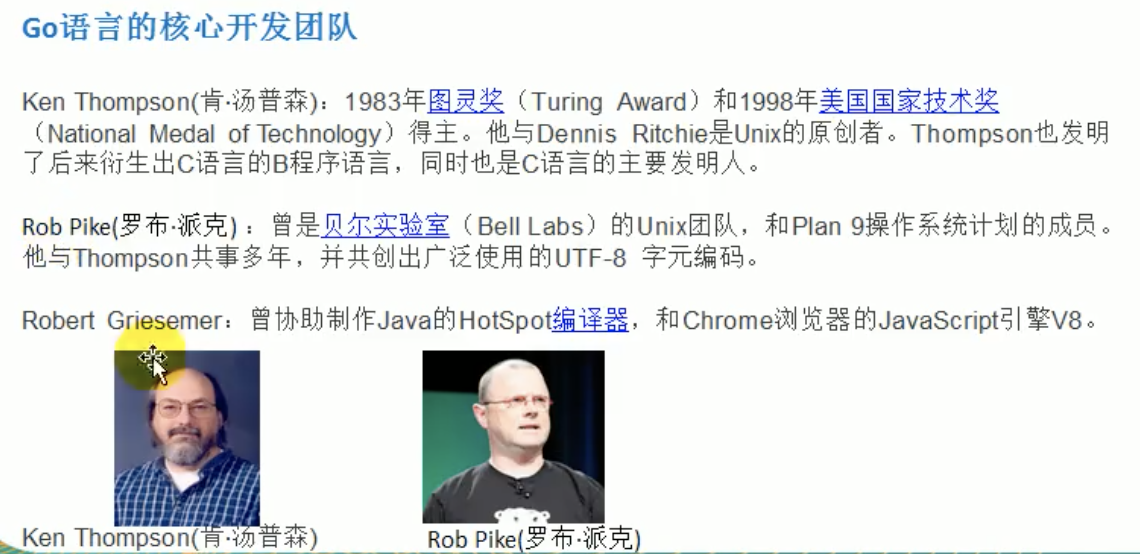 Go语言的核心开发团队
Ken Thompson(肯·汤普森)：1983年图灵奖（Turing Award）和1998年美国国家技术奖
（National Medal of Technology）得主。他与Dennis Ritchie是Unix的原创者。Thompson也发明
了后来衍生出C语言的B程序语言，同时也是C语言的主要发明人。
Rob Pike(罗布·派克)：曾是贝尔实验室（Bell Labs）的Unix团队，和Plan 9操作系统计划的成员。
他与Thompson共事多年，并共创出广泛使用的UTF-8 字元编码。
Robert Griesemer：曾协助制作Java的HotSpot编译器，和Chrome浏览器的JavaScript引擎V8。
Ken Thompson(肯·汤普森)
Rob Pike(罗布·派克)